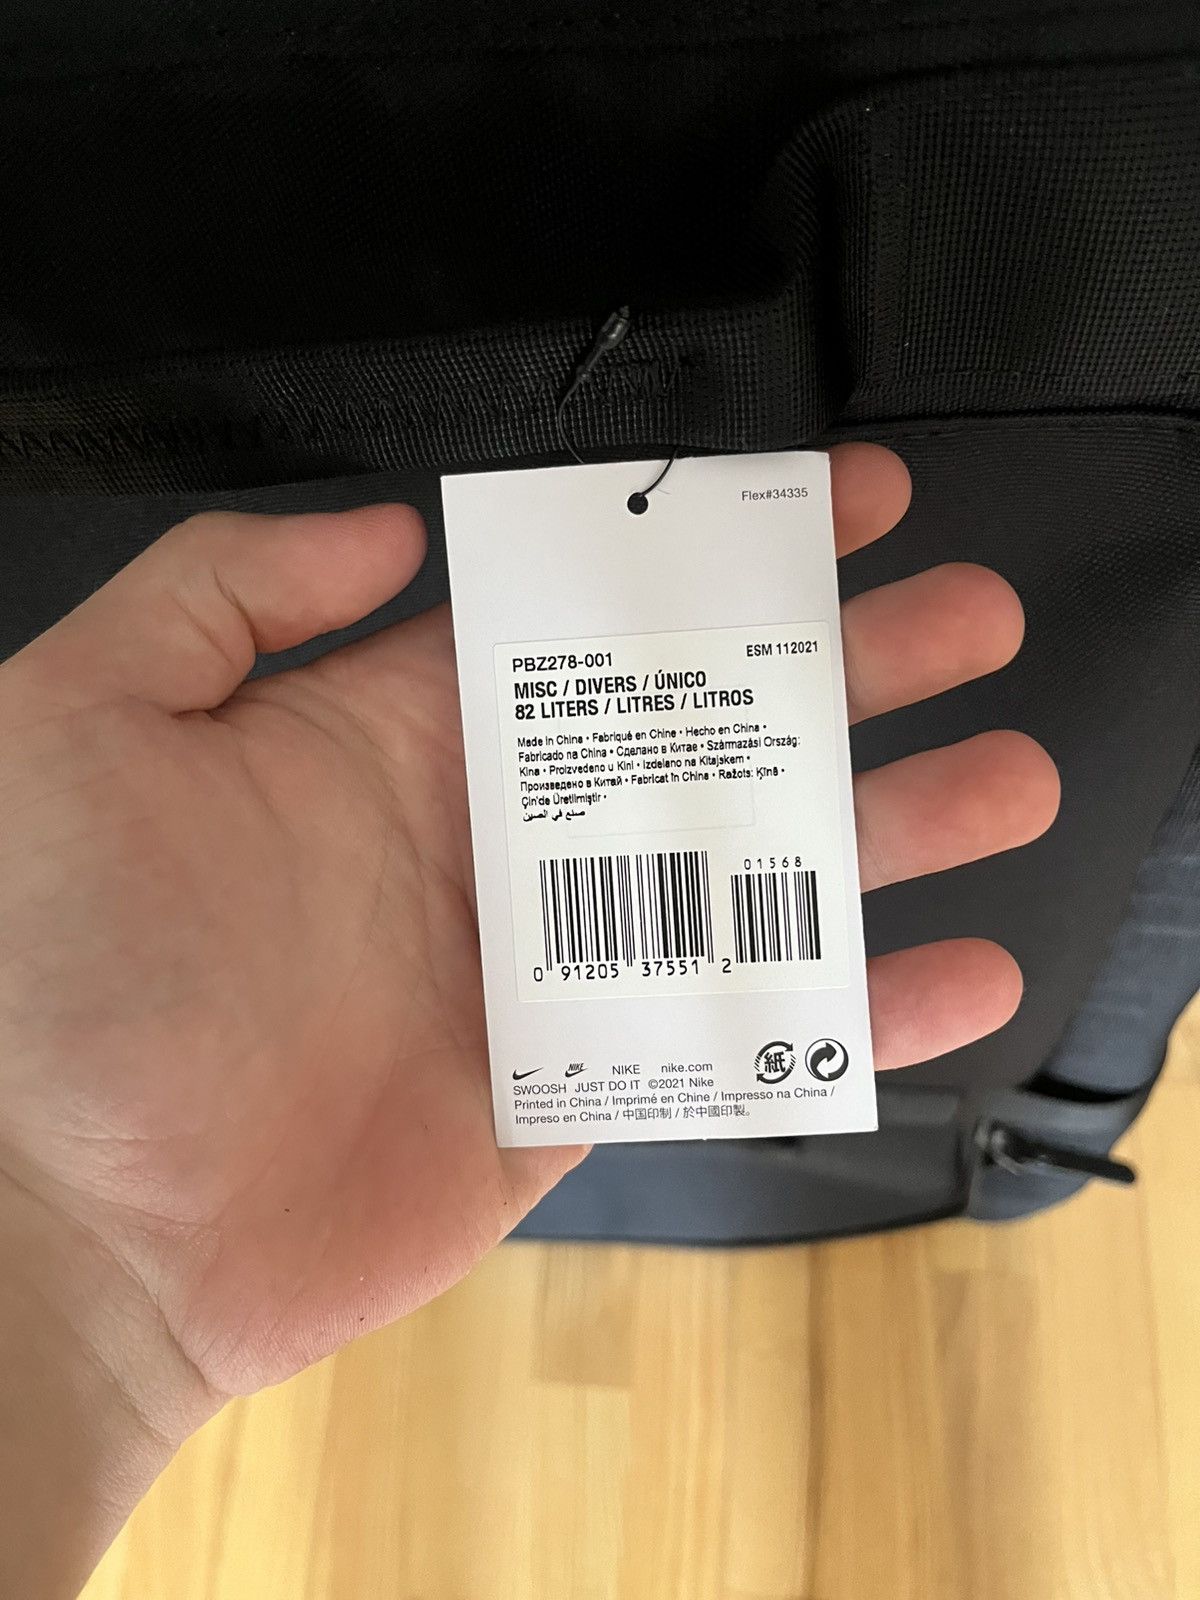 Flex#34335
PBZ278-001
ESM 112021
MISC / DIVERS / ÚNICO
82 LITERS / LITRES / LITROS
Made in China • Fabriqué en Chine • Hecho en China •
Fabricado na China • Сделано в Китае • Származási Ország:
Kína • Proizvedeno u Kini • Izdelano na Kitajskem •
Произведено в Китай • Fabricat în China • Ražots: Ķīnā •
Çin'de Üretilmiştir •
صنع في الصين
01568
0 91205 37551 2
紙
NIKE NIKE nike.com
SWOOSH JUST DO IT ©2021 Nike
Printed in China / Imprimé en Chine / Impresso na China /
Impreso en China / 中国印制 / 於中國印製。